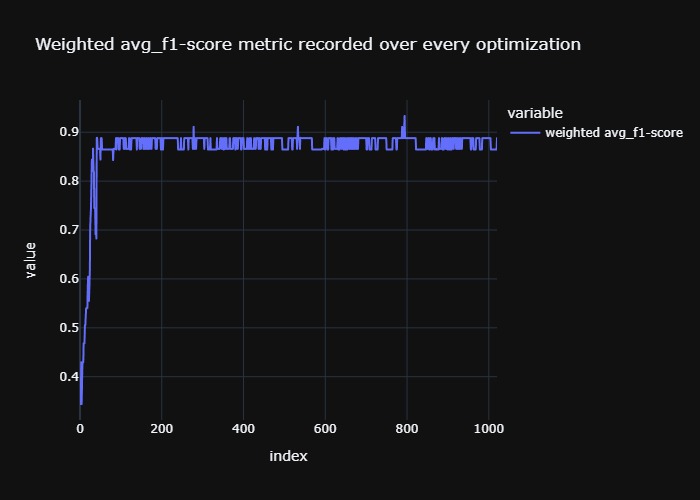 Weighted avg_f1-score metric recorded over every optimization
variable
weighted avg_f1-score
value
0.9
0.8
0.7
0.6
0.5
0.4
0 200 400 600 800 1000
index